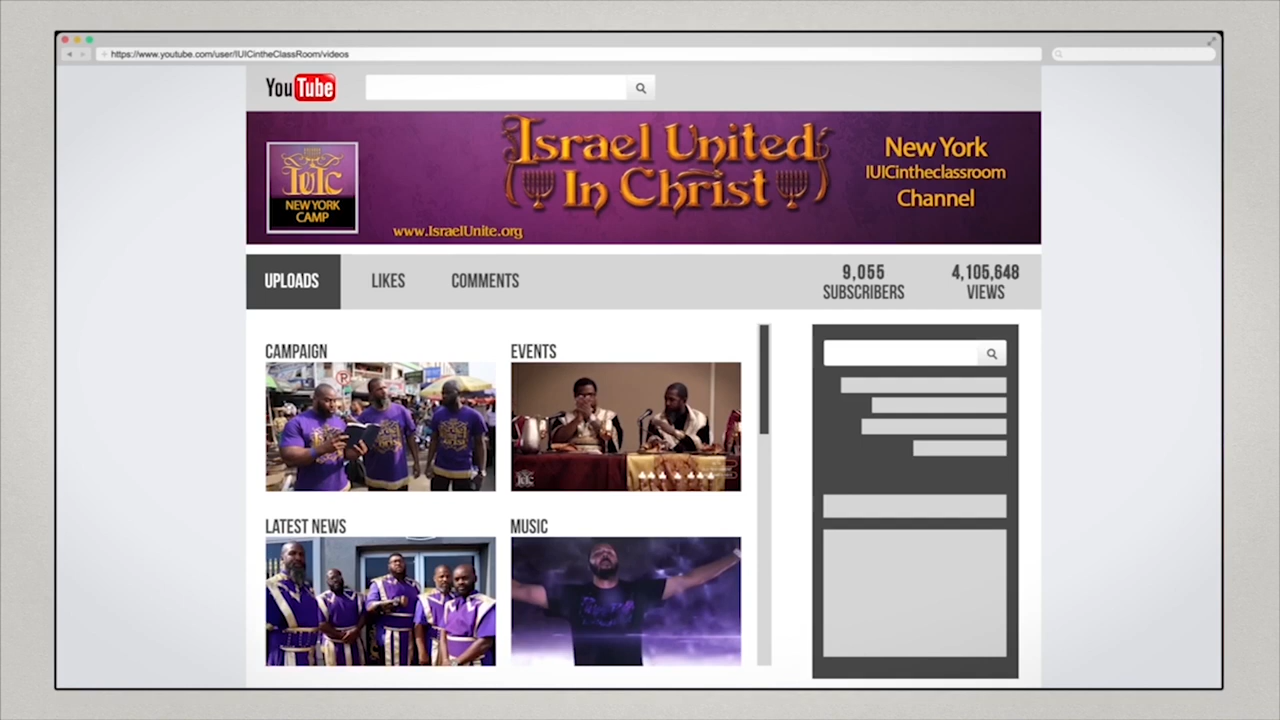 https://www.youtube.com/user/IUICintheClassRoom/videos
YouTube
IUIC
NEW YORK
CAMP
Israel United
In Christ
www.IsraelUnite.org
New York
IUICintheclassroom
Channel
UPLOADS
LIKES
COMMENTS
9,055
SUBSCRIBERS
4,105,648
VIEWS
CAMPAIGN
EVENTS
IUIC
LATEST NEWS
MUSIC